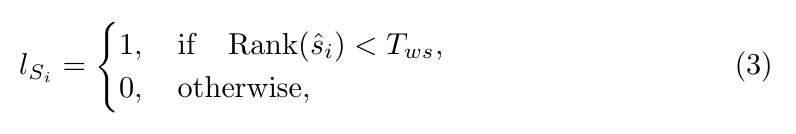 l_{S_i} = { 1, if Rank(ŝ_i) < T_{ws}, (3)
0, otherwise,